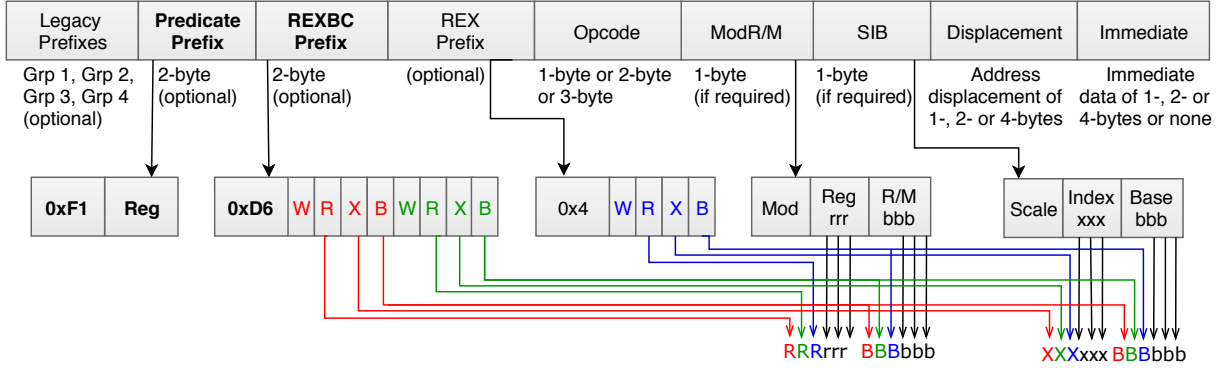 Legacy
Prefixes
Predicate
Prefix
REXBC
Prefix
REX
Prefix
Opcode
ModR/M
SIB
Displacement
Immediate
Grp 1, Grp 2,
Grp 3, Grp 4
(optional)
2-byte
(optional)
2-byte
(optional)
(optional)
1-byte or 2-byte
or 3-byte
1-byte
(if required)
1-byte
(if required)
Address
displacement of
1-, 2- or 4-bytes
Immediate
data of 1-, 2- or
4-bytes or none
0xF1 Reg
0xD6 W R X B W R X B
0x4 W R X B
Mod
Reg
rrr
R/M
bbb
Scale
Index
xxx
Base
bbb
RRRrrr BBBbbb
XXXxxx BBBbbb